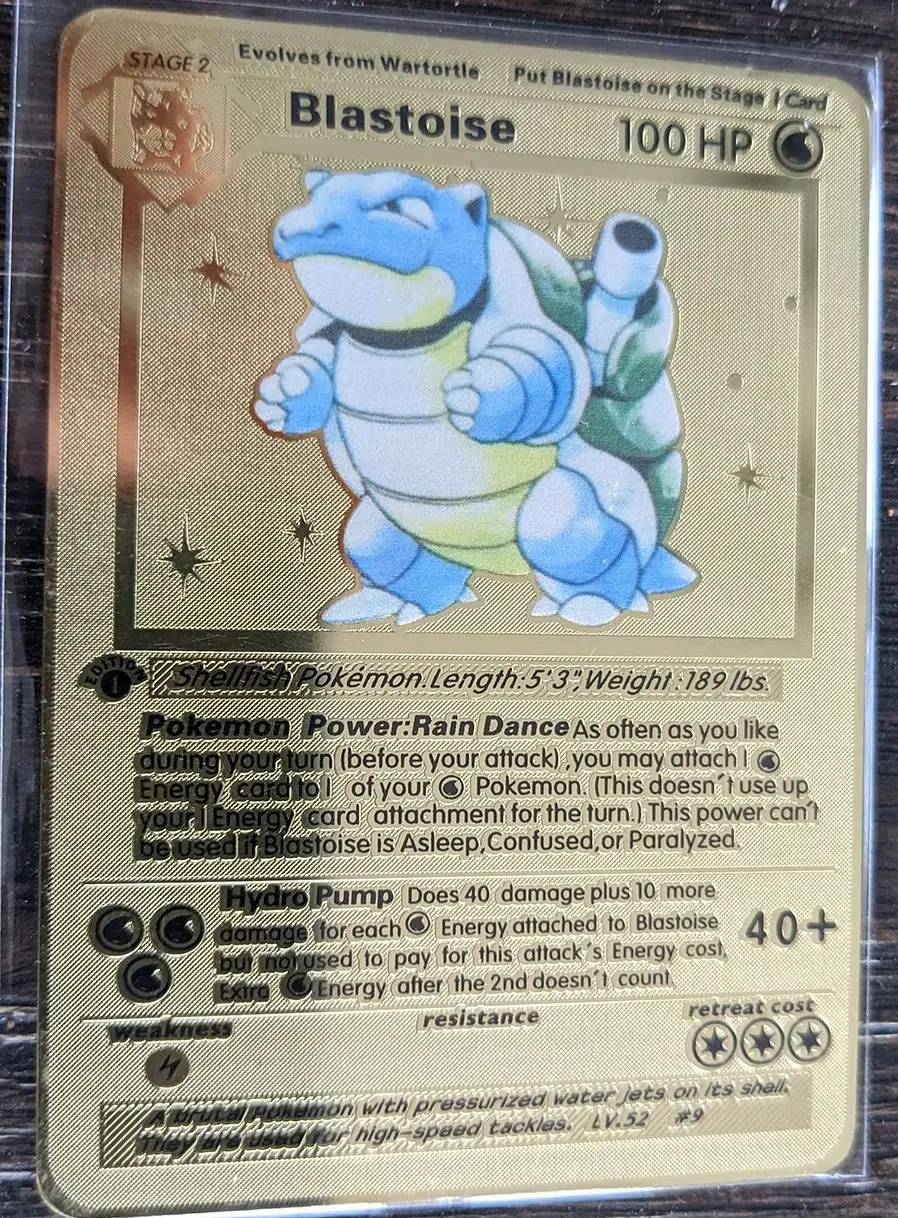 STAGE 2
Evolves from Wartortle Put Blastoise on the Stage 1 Card
Blastoise 100 HP
EDITION 1
Shellfish Pokémon.Length:5'3",Weight:189 lbs.
Pokemon Power:Rain Dance As often as you like
during your turn (before your attack) ,you may attach 1
Energy card to 1 of your Pokemon. (This doesn't use up
your 1 Energy card attachment for the turn.) This power can't
be used if Blastoise is Asleep,Confused,or Paralyzed.
Hydro Pump Does 40 damage plus 10 more
damage for each Energy attached to Blastoise
but not used to pay for this attack's Energy cost,
Extra Energy after the 2nd doesn't count.
40+
weakness resistance retreat cost
A brutal Pokémon with pressurized water jets on its shell.
They are used for high-speed tackles. LV.52 #9